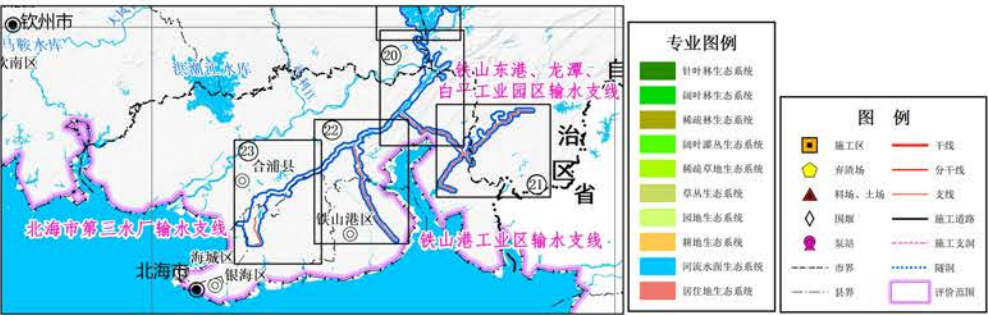 钦州市
马鞍水库
钦南区
洪潮江水库
20
铁山东港、龙潭、
白平工业园区输水支线
自
治
区
省
22
23
合浦县
21
铁山港区
北海市第三水厂输水支线
铁山港工业区输水支线
海城区
北海市
银海区
专业图例
针叶林生态系统
阔叶林生态系统
稀疏林生态系统
阔叶灌丛生态系统
稀疏草地生态系统
草丛生态系统
园地生态系统
耕地生态系统
河流水面生态系统
居住地生态系统
图 例
施工区
干线
弃渣场
分干线
料场、土场
支线
围堰
施工道路
泵站
施工支洞
市界
隧洞
县界
评价范围